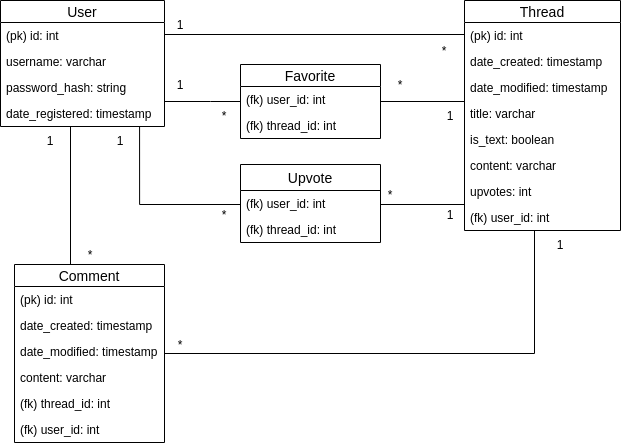 User
(pk) id: int
username: varchar
password_hash: string
date_registered: timestamp
1
*
1
*
*
1
1
1
*
*
1
*
1
*
Thread
(pk) id: int
date_created: timestamp
date_modified: timestamp
title: varchar
is_text: boolean
content: varchar
upvotes: int
(fk) user_id: int
Favorite
(fk) user_id: int
(fk) thread_id: int
Upvote
(fk) user_id: int
(fk) thread_id: int
Comment
(pk) id: int
date_created: timestamp
date_modified: timestamp
content: varchar
(fk) thread_id: int
(fk) user_id: int